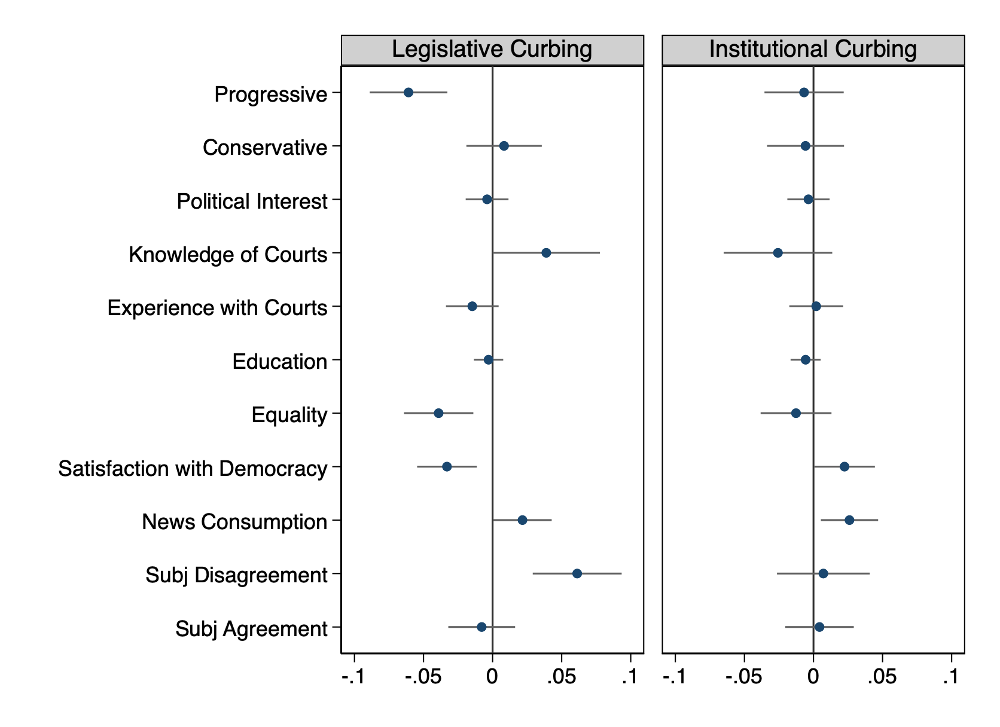 Legislative Curbing
Institutional Curbing
Progressive
Conservative
Political Interest
Knowledge of Courts
Experience with Courts
Education
Equality
Satisfaction with Democracy
News Consumption
Subj Disagreement
Subj Agreement
-.1 -.05 0 .05 .1
-.1 -.05 0 .05 .1